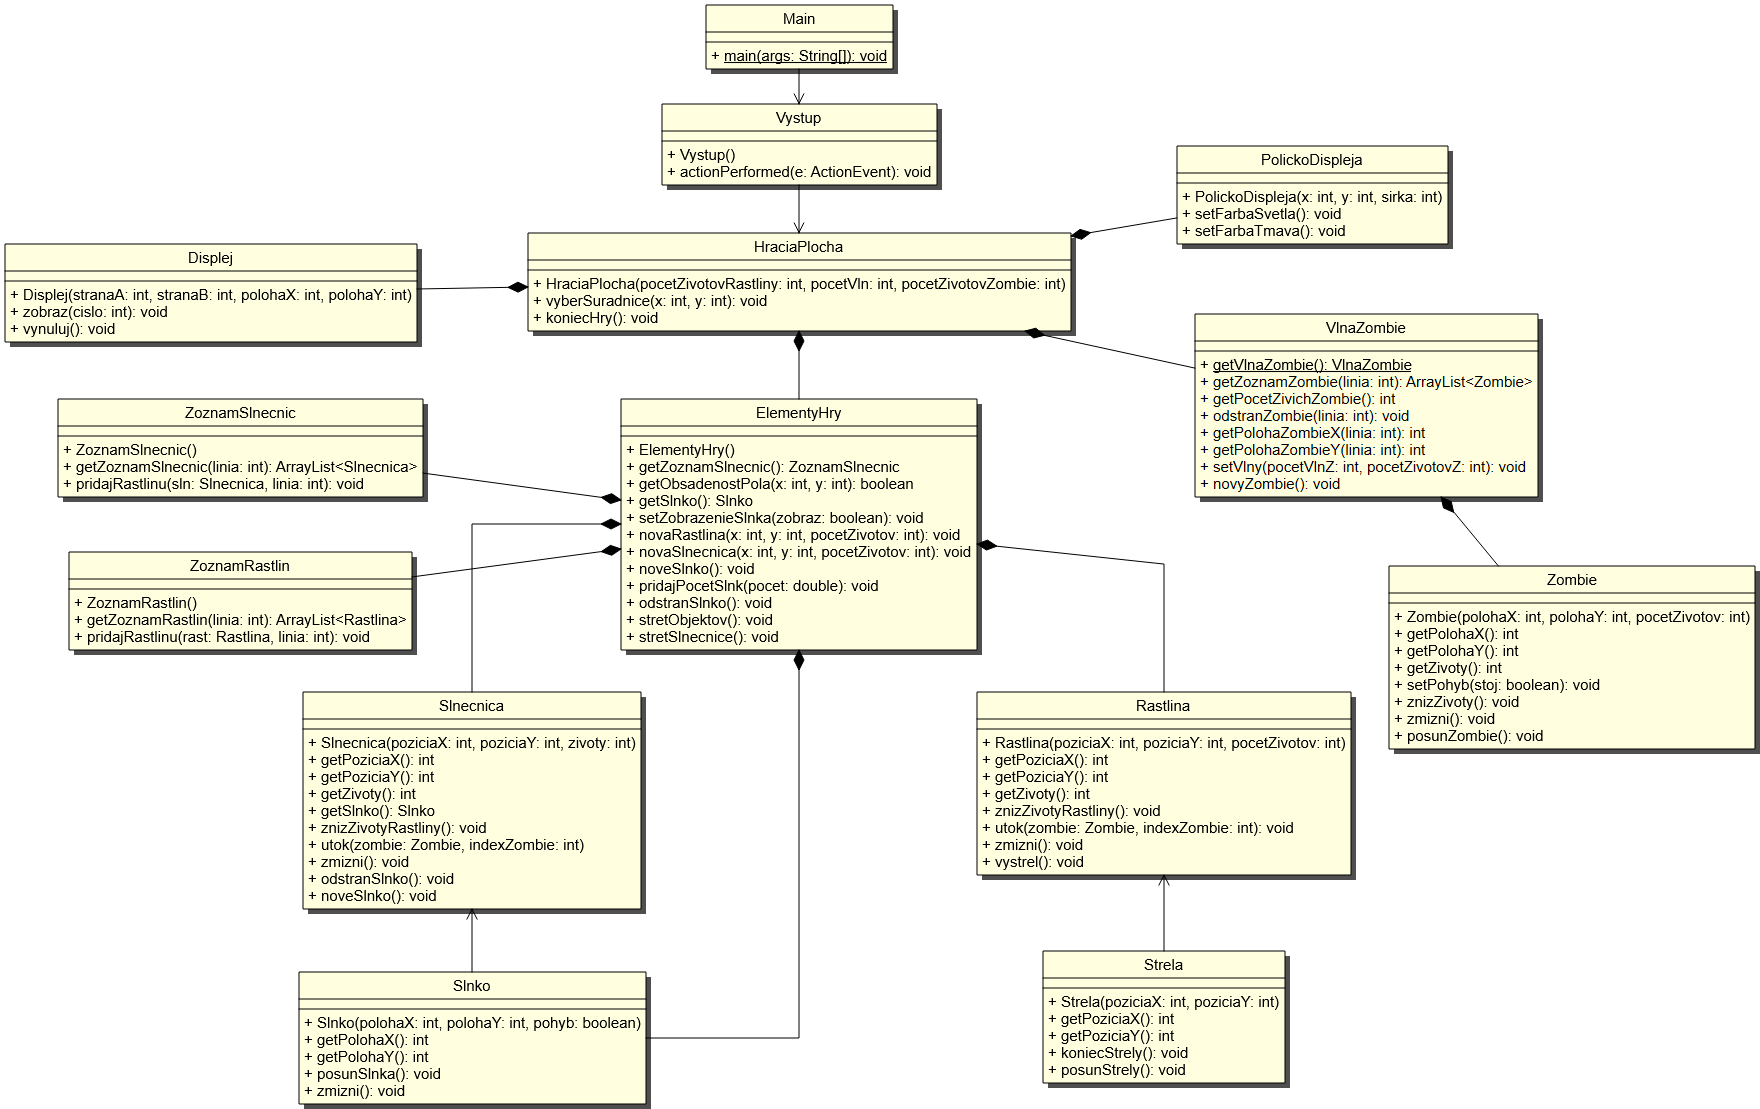 Main
+ main(args: String[]): void
Vystup
+ Vystup()
+ actionPerformed(e: ActionEvent): void
PolickoDispleja
+ PolickoDispleja(x: int, y: int, sirka: int)
+ setFarbaSvetla(): void
+ setFarbaTmava(): void
HraciaPlocha
+ HraciaPlocha(pocetZivotovRastliny: int, pocetVln: int, pocetZivotovZombie: int)
+ vyberSuradnice(x: int, y: int): void
+ koniecHry(): void
Displej
+ Displej(stranaA: int, stranaB: int, polohaX: int, polohaY: int)
+ zobraz(cislo: int): void
+ vynuluj(): void
VlnaZombie
+ getVlnaZombie(): VlnaZombie
+ getZoznamZombie(linia: int): ArrayList<Zombie>
+ getPocetZivichZombie(): int
+ odstranZombie(linia: int): void
+ getPolohaZombieX(linia: int): int
+ getPolohaZombieY(linia: int): int
+ setVlny(pocetVlnZ: int, pocetZivotovZ: int): void
+ novyZombie(): void
ZoznamSlnecnic
+ ZoznamSlnecnic()
+ getZoznamSlnecnic(linia: int): ArrayList<Slnecnica>
+ pridajRastlinu(sln: Slnecnica, linia: int): void
ElementyHry
+ ElementyHry()
+ getZoznamSlnecnic(): ZoznamSlnecnic
+ getObsadenostPola(x: int, y: int): boolean
+ getSlnko(): Slnko
+ setZobrazenieSlnka(zobraz: boolean): void
+ novaRastlina(x: int, y: int, pocetZivotov: int): void
+ novaSlnecnica(x: int, y: int, pocetZivotov: int): void
+ noveSlnko(): void
+ pridajPocetSlnk(pocet: double): void
+ odstranSlnko(): void
+ stretObjektov(): void
+ stretSlnecnice(): void
ZoznamRastlin
+ ZoznamRastlin()
+ getZoznamRastlin(linia: int): ArrayList<Rastlina>
+ pridajRastlinu(rast: Rastlina, linia: int): void
Zombie
+ Zombie(polohaX: int, polohaY: int, pocetZivotov: int)
+ getPolohaX(): int
+ getPolohaY(): int
+ getZivoty(): int
+ setPohyb(stoj: boolean): void
+ znizZivoty(): void
+ zmizni(): void
+ posunZombie(): void
Slnecnica
+ Slnecnica(poziciaX: int, poziciaY: int, zivoty: int)
+ getPoziciaX(): int
+ getPoziciaY(): int
+ getZivoty(): int
+ getSlnko(): Slnko
+ znizZivotyRastliny(): void
+ utok(zombie: Zombie, indexZombie: int)
+ zmizni(): void
+ odstranSlnko(): void
+ noveSlnko(): void
Rastlina
+ Rastlina(poziciaX: int, poziciaY: int, pocetZivotov: int)
+ getPoziciaX(): int
+ getPoziciaY(): int
+ getZivoty(): int
+ znizZivotyRastliny(): void
+ utok(zombie: Zombie, indexZombie: int): void
+ zmizni(): void
+ vystrel(): void
Slnko
+ Slnko(polohaX: int, polohaY: int, pohyb: boolean)
+ getPolohaX(): int
+ getPolohaY(): int
+ posunSlnka(): void
+ zmizni(): void
Strela
+ Strela(poziciaX: int, poziciaY: int)
+ getPoziciaX(): int
+ getPoziciaY(): int
+ koniecStrely(): void
+ posunStrely(): void